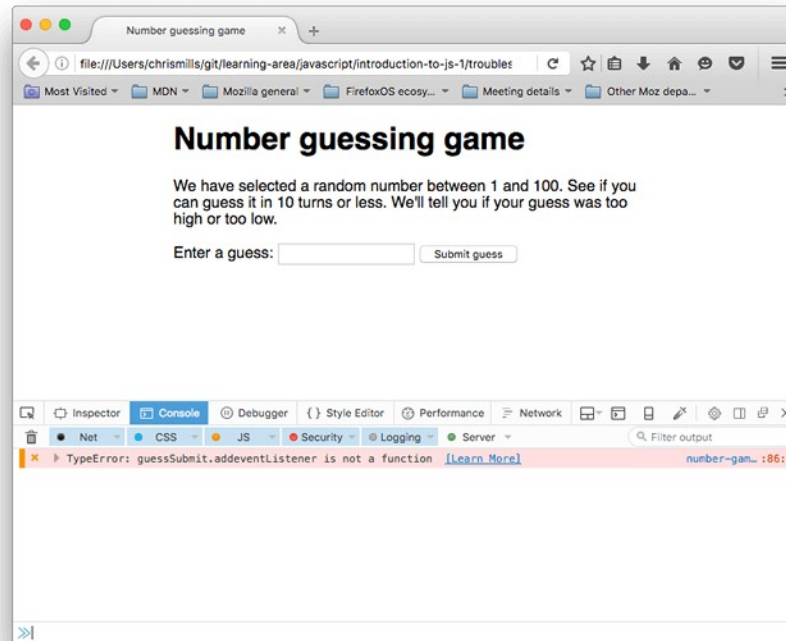 Number guessing game
file:///Users/chrismills/git/learning-area/javascript/introduction-to-js-1/troubles
Most Visited MDN Mozilla general FirefoxOS ecosy... Meeting details Other Moz depa...
Number guessing game
We have selected a random number between 1 and 100. See if you
can guess it in 10 turns or less. We'll tell you if your guess was too
high or too low.
Enter a guess: Submit guess
Inspector Console Debugger { } Style Editor Performance Network
Net CSS JS Security Logging Server Filter output
TypeError: guessSubmit.addeventListener is not a function [Learn More] number-gam… :86: